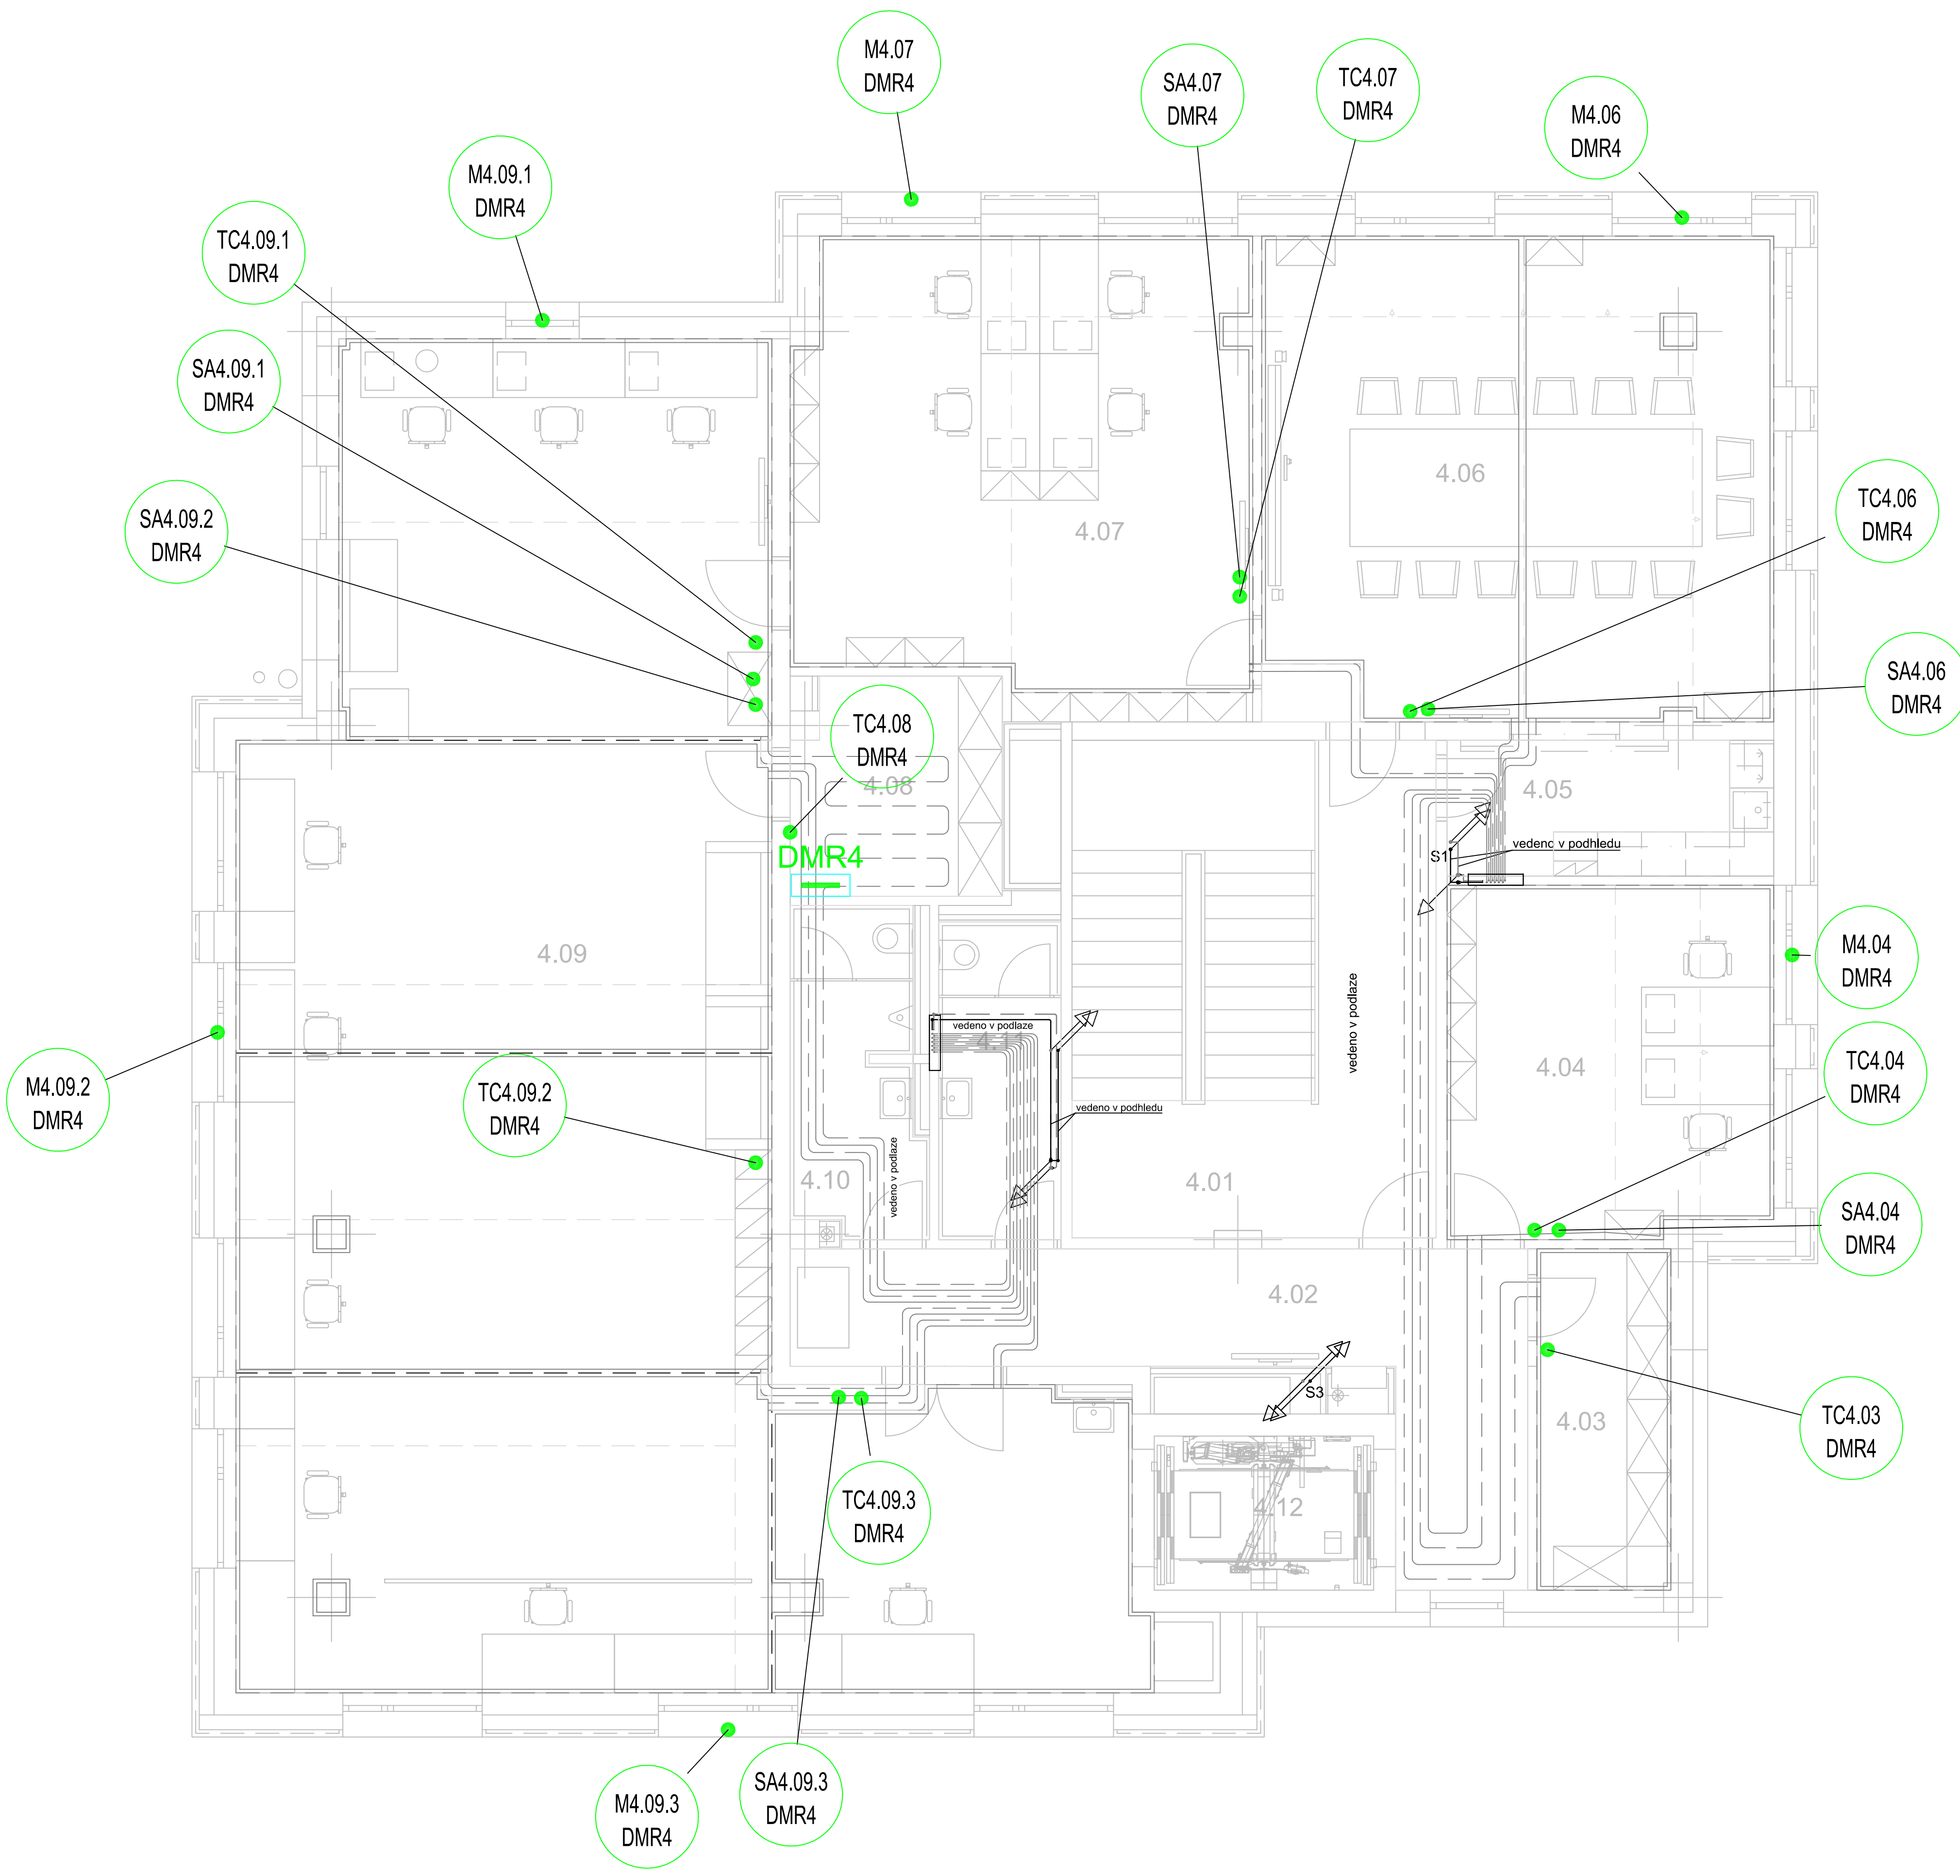 M4.07
DMR4
SA4.07
DMR4
TC4.07
DMR4
M4.06
DMR4
M4.09.1
DMR4
TC4.09.1
DMR4
SA4.09.1
DMR4
SA4.09.2
DMR4
4.07
4.06
TC4.06
DMR4
SA4.06
DMR4
TC4.08
DMR4
4.08
DMR4
4.05
vedeno v podhledu
S1
4.09
M4.04
DMR4
vedeno v podlaze
vedeno v podlaze
4.11
4.04
TC4.04
DMR4
M4.09.2
DMR4
TC4.09.2
DMR4
vedeno v podhledu
vedeno v podlaze
4.10
4.01
SA4.04
DMR4
4.02
S3
4.03
TC4.03
DMR4
TC4.09.3
DMR4
4.12
SA4.09.3
DMR4
M4.09.3
DMR4